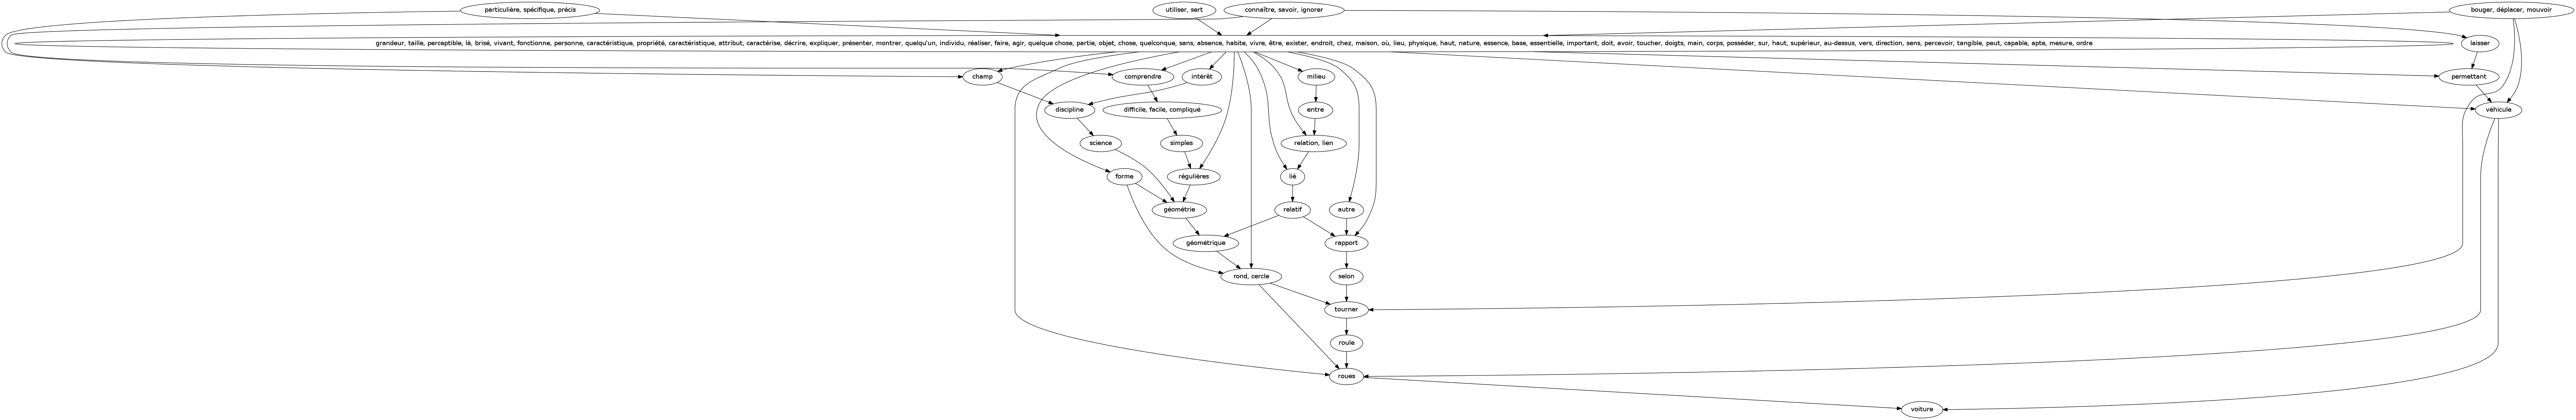 particulière, spécifique, précis
utiliser, sert
connaître, savoir, ignorer
bouger, déplacer, mouvoir
grandeur, taille, perceptible, là, brisé, vivant, fonctionne, personne, caractéristique, propriété, caractéristique, attribut, caractérise, décrire, expliquer, présenter, montrer, quelqu'un, individu, réaliser, faire, agir, quelque chose, partie, objet, chose, quelconque, sans, absence, habite, vivre, être, exister, endroit, chez, maison, où, lieu, physique, haut, nature, essence, base, essentielle, important, doit, avoir, toucher, doigts, main, corps, posséder, sur, haut, supérieur, au-dessus, vers, direction, sens, percevoir, tangible, peut, capable, apte, mesure, ordre
laisser
champ
comprendre
intérêt
milieu
permettant
discipline
difficile, facile, compliqué
entre
véhicule
science
simples
relation, lien
forme
régulières
lié
géométrie
relatif
autre
géométrique
rapport
rond, cercle
selon
tourner
roule
roues
voiture